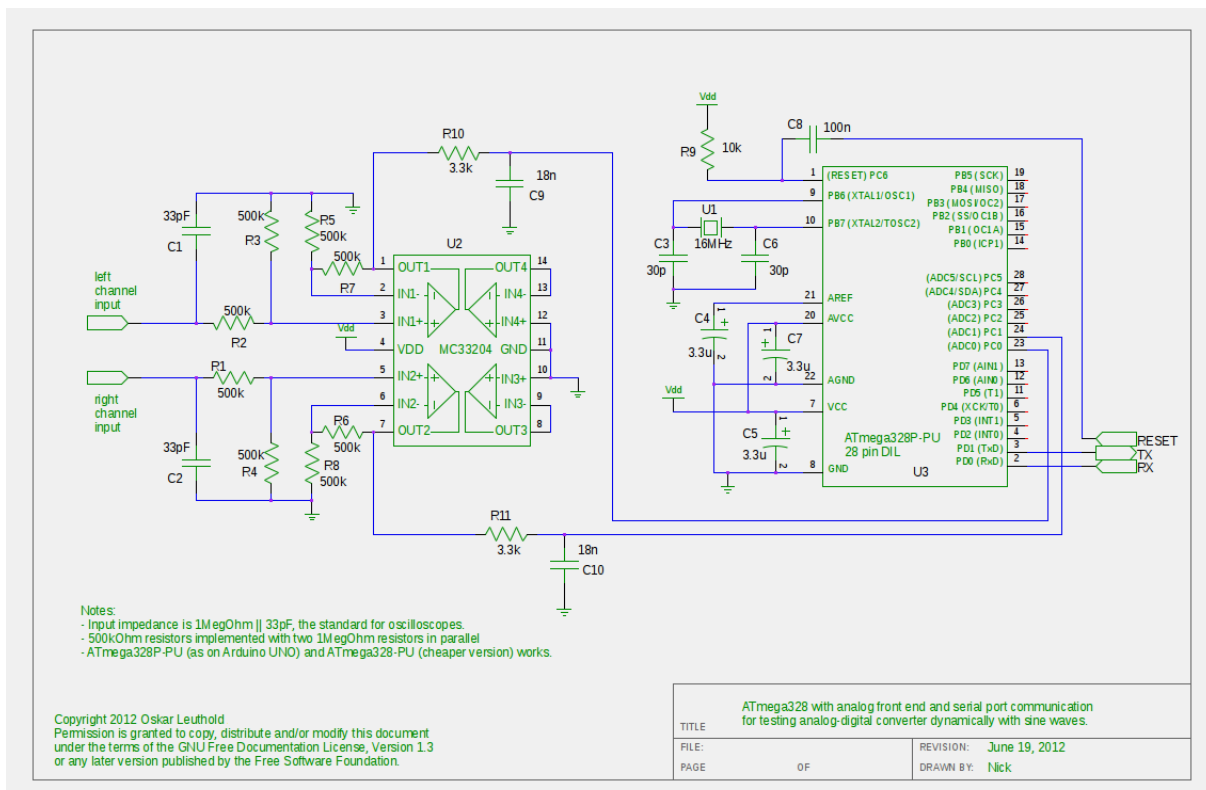 Vdd
C8
100n
R9
10k
R10
3.3k
18n
C9
1
(RESET) PC6
9
PB6 (XTAL1/OSC1)
10
PB7 (XTAL2/TOSC2)
21
AREF
20
AVCC
22
AGND
7
VCC
8
GND
PB5 (SCK)
19
PB4 (MISO)
18
PB3 (MOSI/OC2)
17
PB2 (SS/OC1B)
16
PB1 (OC1A)
15
PB0 (ICP1)
14
(ADC5/SCL) PC5
28
(ADC4/SDA) PC4
27
(ADC3) PC3
26
(ADC2) PC2
25
(ADC1) PC1
24
(ADC0) PC0
23
PD7 (AIN1)
13
PD6 (AIN0)
12
PD5 (T1)
11
PD4 (XCK/T0)
6
PD3 (INT1)
5
PD2 (INT0)
4
PD1 (TxD)
3
PD0 (RxD)
2
ATmega328P-PU
28 pin DIL
U3
RESET
TX
RX
U1
16MHz
C3
30p
C6
30p
C4
1
+
3.3u
2
C7
1
+
3.3u
2
Vdd
C5
1
+
3.3u
2
33pF
C1
500k
R3
R5
500k
500k
R7
left
channel
input
500k
R2
Vdd
U2
1
OUT1
2
IN1-
3
IN1+
4
VDD
5
IN2+
6
IN2-
7
OUT2
MC33204
OUT4
14
IN4-
13
IN4+
12
GND
11
IN3+
10
IN3-
9
OUT3
8
R1
500k
right
channel
input
33pF
C2
500k
R4
R6
500k
R8
500k
R11
3.3k
18n
C10
Notes:
- Input impedance is 1MegOhm || 33pF, the standard for oscilloscopes.
- 500kOhm resistors implemented with two 1MegOhm resistors in parallel
- ATmega328P-PU (as on Arduino UNO) and ATmega328-PU (cheaper version) works.
Copyright 2012 Oskar Leuthold
Permission is granted to copy, distribute and/or modify this document
under the terms of the GNU Free Documentation License, Version 1.3
or any later version published by the Free Software Foundation.
TITLE
ATmega328 with analog front end and serial port communication
for testing analog-digital converter dynamically with sine waves.
FILE:
REVISION: June 19, 2012
PAGE OF
DRAWN BY: Nick